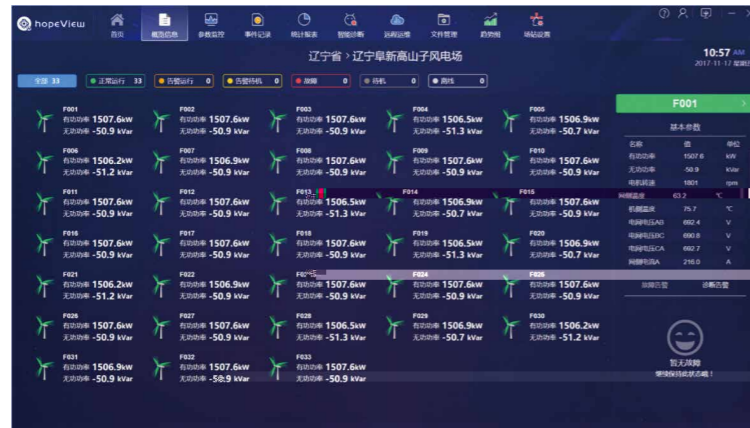 hopeView
首页
概览信息
参数监控
事件记录
统计报表
智能诊断
远程运维
文件管理
趋势组
场站设置
辽宁省 > 辽宁阜新高山子风电场
10:57 AM
2017-11-17
全部 33
正常运行 33
告警运行 0
告警待机 0
故障 0
待机 0
离线 0
F001
有功功率 1507.6kW
无功功率 -50.9 kVar
F002
有功功率 1507.6kW
无功功率 -50.9 kVar
F003
有功功率 1507.6kW
无功功率 -50.9 kVar
F004
有功功率 1506.5kW
无功功率 -51.3 kVar
F005
有功功率 1506.9kW
无功功率 -50.7 kVar
F006
有功功率 1506.2kW
无功功率 -51.2 kVar
F007
有功功率 1506.9kW
无功功率 -50.9 kVar
F008
有功功率 1507.6kW
无功功率 -50.9 kVar
F009
有功功率 1507.6kW
无功功率 -50.9 kVar
F010
有功功率 1507.6kW
无功功率 -50.9 kVar
F011
有功功率 1507.6kW
无功功率 -50.9 kVar
F012
有功功率 1507.6kW
无功功率 -50.9 kVar
F013
有功功率 1506.5kW
无功功率 -51.3 kVar
F014
有功功率 1506.9kW
无功功率 -50.7 kVar
F015
有功功率 1507.6kW
无功功率 -50.9 kVar
F016
有功功率 1507.6kW
无功功率 -50.9 kVar
F017
有功功率 1507.6kW
无功功率 -50.9 kVar
F018
有功功率 1507.6kW
无功功率 -50.9 kVar
F019
有功功率 1506.5kW
无功功率 -51.3 kVar
F020
有功功率 1506.9kW
无功功率 -50.7 kVar
F021
有功功率 1506.2kW
无功功率 -51.2 kVar
F022
有功功率 1506.9kW
无功功率 -50.9 kVar
有功功率 1507.6kW
无功功率 -50.9 kVar
F024
有功功率 1507.6kW
无功功率 -50.9 kVar
有功功率 1507.6kW
无功功率 -50.9 kVar
F026
有功功率 1507.6kW
无功功率 -50.9 kVar
F027
有功功率 1507.6kW
无功功率 -50.9 kVar
F028
有功功率 1506.5kW
无功功率 -51.3 kVar
F029
有功功率 1506.9kW
无功功率 -50.7 kVar
F030
有功功率 1506.2kW
无功功率 -51.2 kVar
F031
有功功率 1506.9kW
无功功率 -50.9 kVar
F032
有功功率 1507.6kW
无功功率 -50.9 kVar
F033
有功功率 1507.6kW
无功功率 -50.9 kVar
F001
基本参数
名称 值 单位
有功功率 1507.6 kW
无功功率 -50.9 kVar
电机转速 1801 rpm
网侧温度 63.2 ℃
机侧温度 75.7 ℃
电网电压AB 692.4 V
电网电压BC 690.8 V
电网电压CA 692.7 V
网侧电流A 216.0 A
故障告警 诊断告警
暂无故障
继续保持此状态哦！